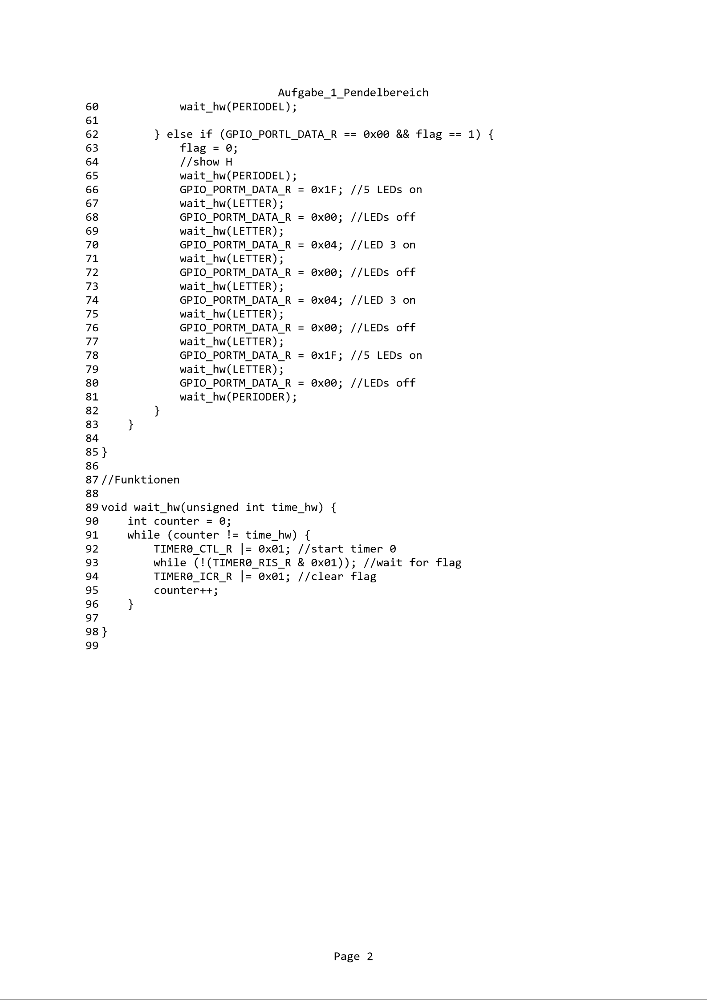 Aufgabe_1_Pendelbereich
60            wait_hw(PERIODEL);
61
62        } else if (GPIO_PORTL_DATA_R == 0x00 && flag == 1) {
63            flag = 0;
64            //show H
65            wait_hw(PERIODEL);
66            GPIO_PORTM_DATA_R = 0x1F; //5 LEDs on
67            wait_hw(LETTER);
68            GPIO_PORTM_DATA_R = 0x00; //LEDs off
69            wait_hw(LETTER);
70            GPIO_PORTM_DATA_R = 0x04; //LED 3 on
71            wait_hw(LETTER);
72            GPIO_PORTM_DATA_R = 0x00; //LEDs off
73            wait_hw(LETTER);
74            GPIO_PORTM_DATA_R = 0x04; //LED 3 on
75            wait_hw(LETTER);
76            GPIO_PORTM_DATA_R = 0x00; //LEDs off
77            wait_hw(LETTER);
78            GPIO_PORTM_DATA_R = 0x1F; //5 LEDs on
79            wait_hw(LETTER);
80            GPIO_PORTM_DATA_R = 0x00; //LEDs off
81            wait_hw(PERIODER);
82        }
83    }
84
85}
86
87//Funktionen
88
89void wait_hw(unsigned int time_hw) {
90    int counter = 0;
91    while (counter != time_hw) {
92        TIMER0_CTL_R |= 0x01; //start timer 0
93        while (!(TIMER0_RIS_R & 0x01)); //wait for flag
94        TIMER0_ICR_R |= 0x01; //clear flag
95        counter++;
96    }
97
98}
99
Page 2